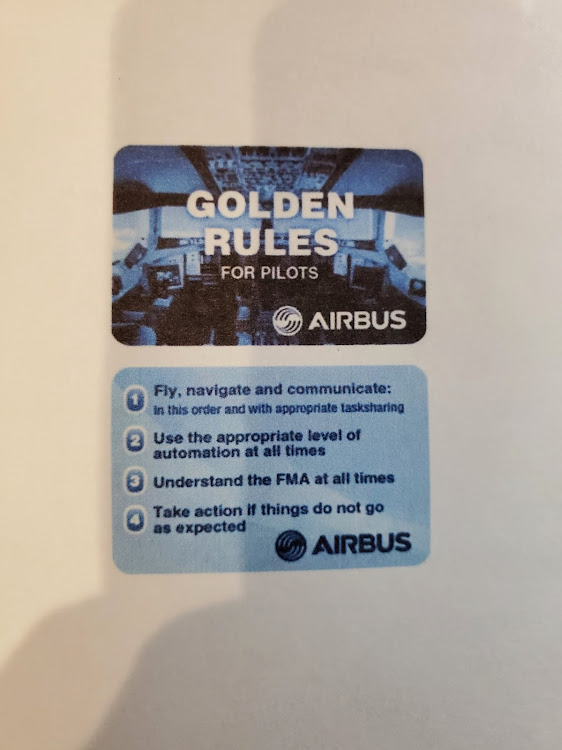 GOLDEN
RULES
FOR PILOTS
AIRBUS
1 Fly, navigate and communicate:
In this order and with appropriate tasksharing
2 Use the appropriate level of
automation at all times
3 Understand the FMA at all times
4 Take action if things do not go
as expected
AIRBUS